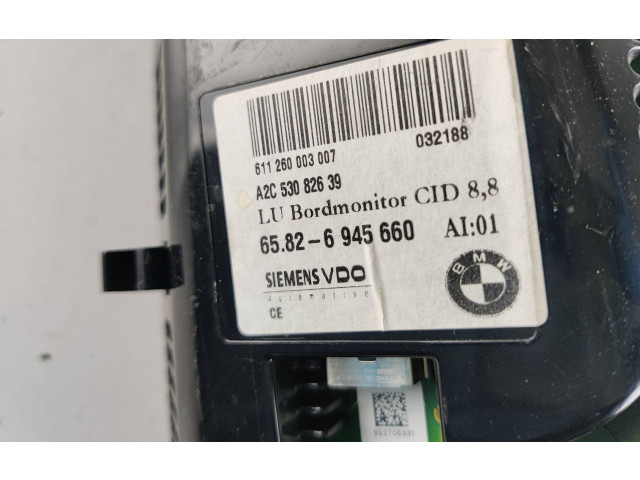 032188
611 260 003 007
A2C 530 826 39
LU Bordmonitor CID 8,8
65.82-6 945 660 AI:01
BMW
SIEMENS VDO
Automotive
CE